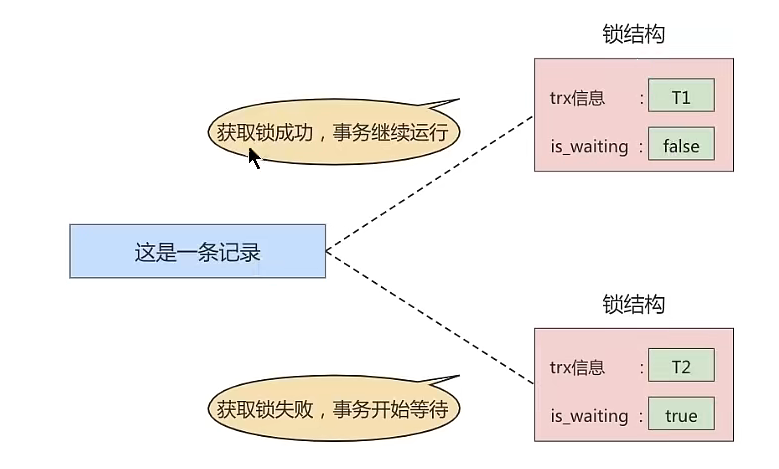 锁结构
trx信息 : T1
获取锁成功，事务继续运行
is_waiting : false
这是一条记录
锁结构
trx信息 : T2
获取锁失败，事务开始等待
is_waiting : true